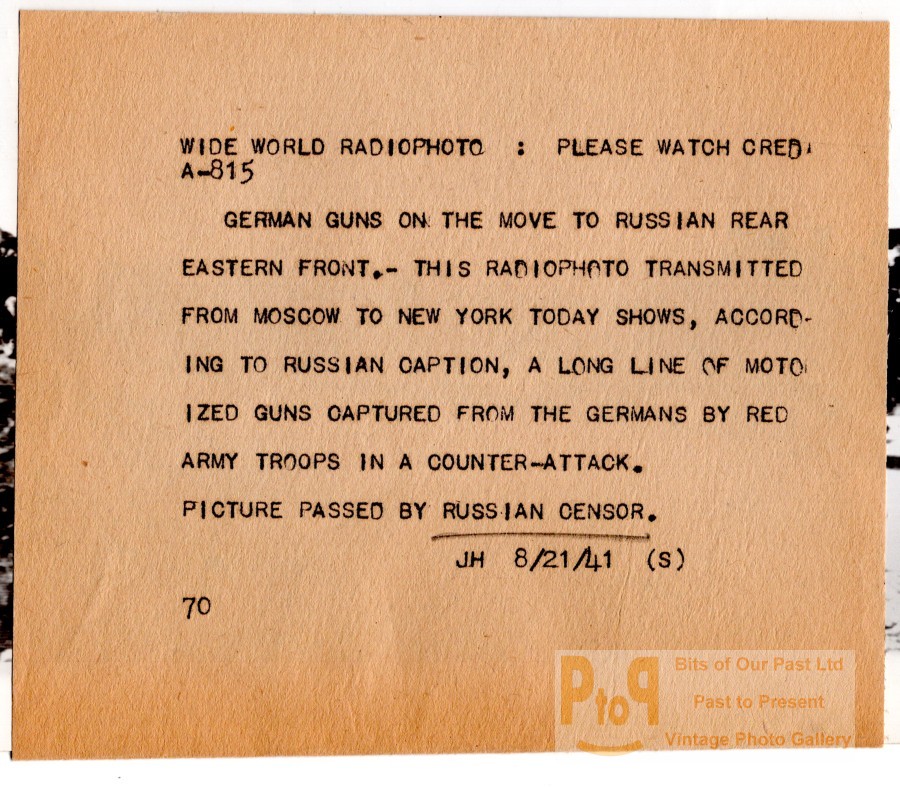 WIDE WORLD RADIOPHOTO : PLEASE WATCH CREDI
A-815
GERMAN GUNS ON THE MOVE TO RUSSIAN REAR
EASTERN FRONT.- THIS RADIOPHOTO TRANSMITTED
FROM MOSCOW TO NEW YORK TODAY SHOWS, ACCORD-
ING TO RUSSIAN CAPTION, A LONG LINE OF MOTO
IZED GUNS CAPTURED FROM THE GERMANS BY RED
ARMY TROOPS IN A COUNTER-ATTACK.
PICTURE PASSED BY RUSSIAN CENSOR.
JH 8/21/41 (S)
70
PtoP
Bits of Our Past Ltd
Past to Present
Vintage Photo Gallery